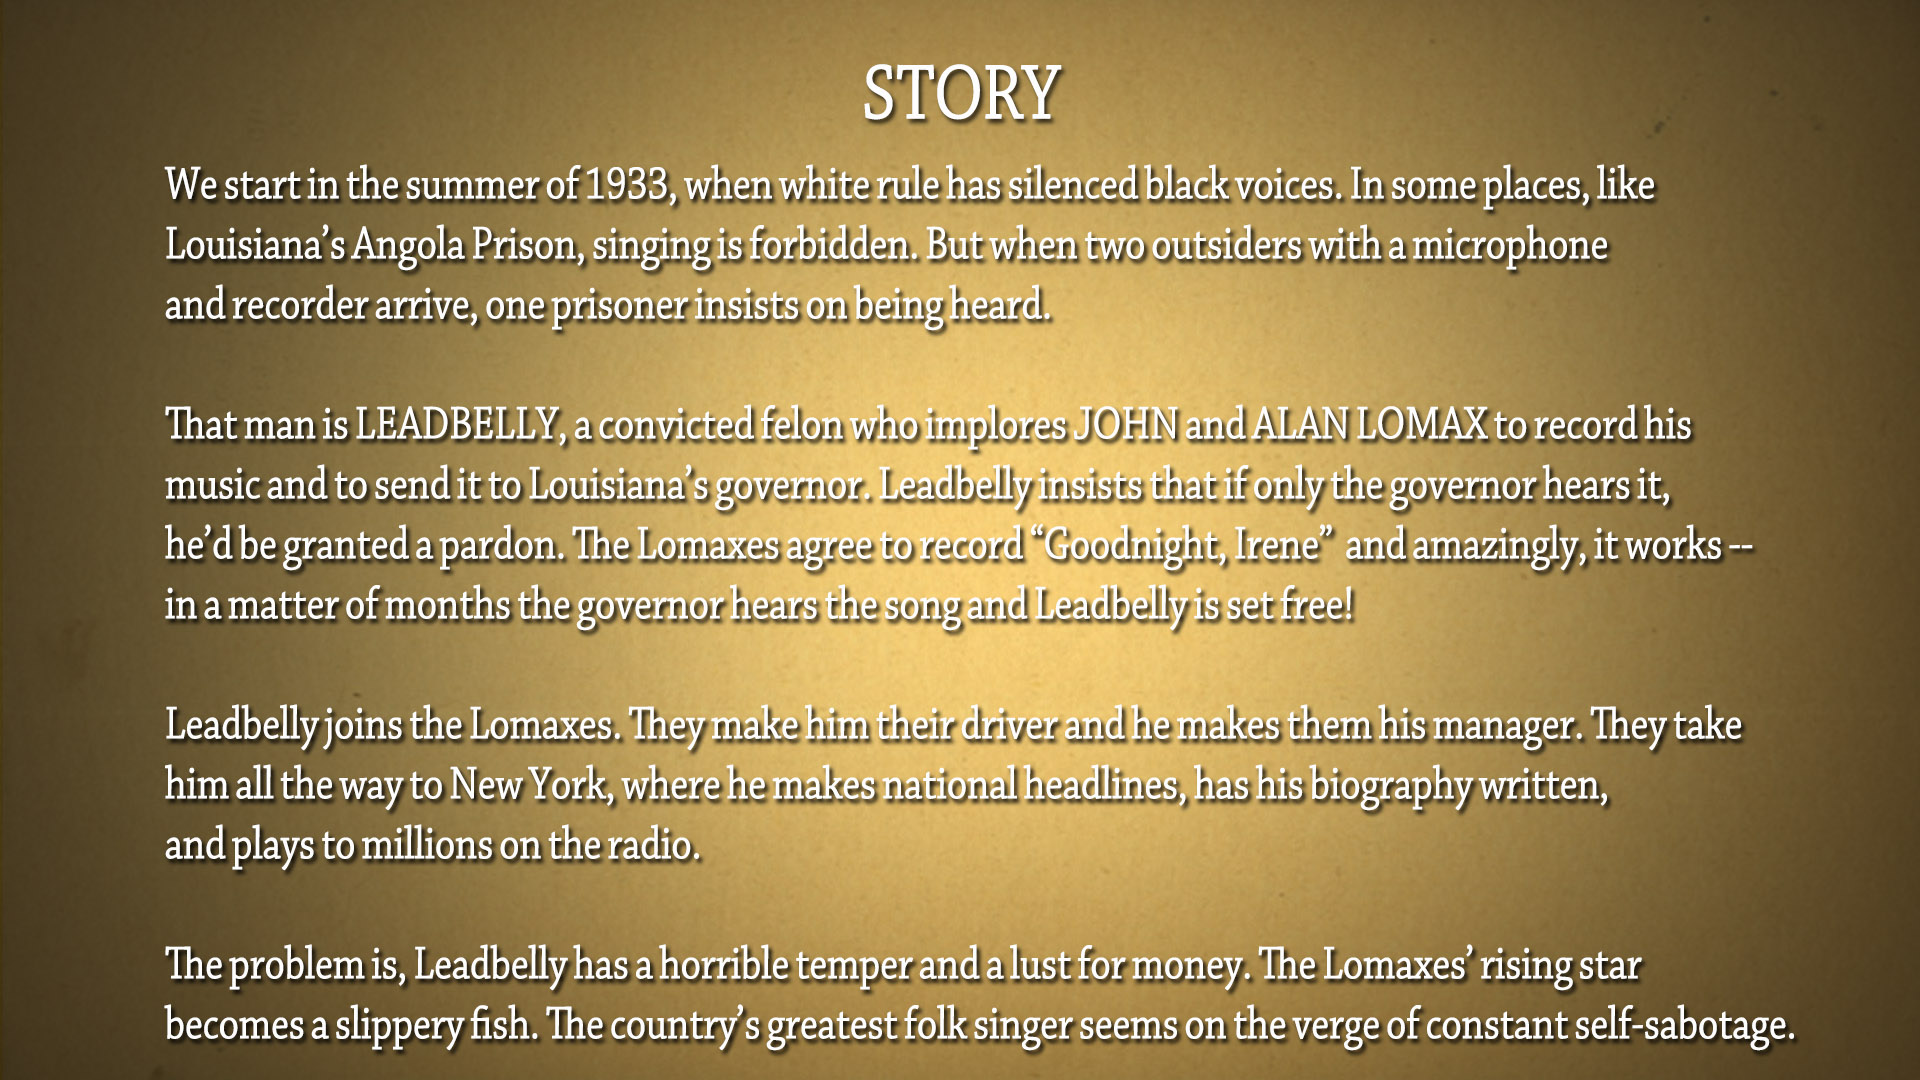 STORY
We start in the summer of 1933, when white rule has silenced black voices. In some places, like
Louisiana’s Angola Prison, singing is forbidden. But when two outsiders with a microphone
and recorder arrive, one prisoner insists on being heard.
That man is LEADBELLY, a convicted felon who implores JOHN and ALAN LOMAX to record his
music and to send it to Louisiana’s governor. Leadbelly insists that if only the governor hears it,
he’d be granted a pardon. The Lomaxes agree to record “Goodnight, Irene” and amazingly, it works --
in a matter of months the governor hears the song and Leadbelly is set free!
Leadbelly joins the Lomaxes. They make him their driver and he makes them his manager. They take
him all the way to New York, where he makes national headlines, has his biography written,
and plays to millions on the radio.
The problem is, Leadbelly has a horrible temper and a lust for money. The Lomaxes’ rising star
becomes a slippery fish. The country’s greatest folk singer seems on the verge of constant self-sabotage.